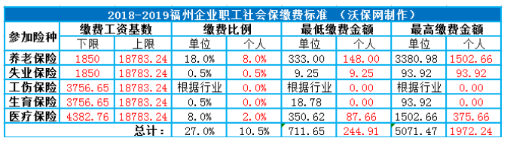 2018-2019福州企业职工社会保缴费标准 (沃保网制作)
参加险种 缴费工资基数 缴费比例 最低缴费金额 最高缴费金额
下限 上限 单位 个人 单位 个人 单位 个人
养老保险 1850 18783.24 18.0% 8.0% 333.00 148.00 3380.98 1502.66
失业保险 1850 18783.24 0.5% 0.5% 9.25 9.25 93.92 93.92
工伤保险 3756.65 18783.24 根据行业 0.0% 根据行业 0.00 根据行业 0.00
生育保险 3756.65 18783.24 0.5% 0.0% 18.78 0.00 93.92 0.00
医疗保险 4382.76 18783.24 8.0% 2.0% 350.62 87.66 1502.66 375.66
总计: 27.0% 10.5% 711.65 244.91 5071.47 1972.24